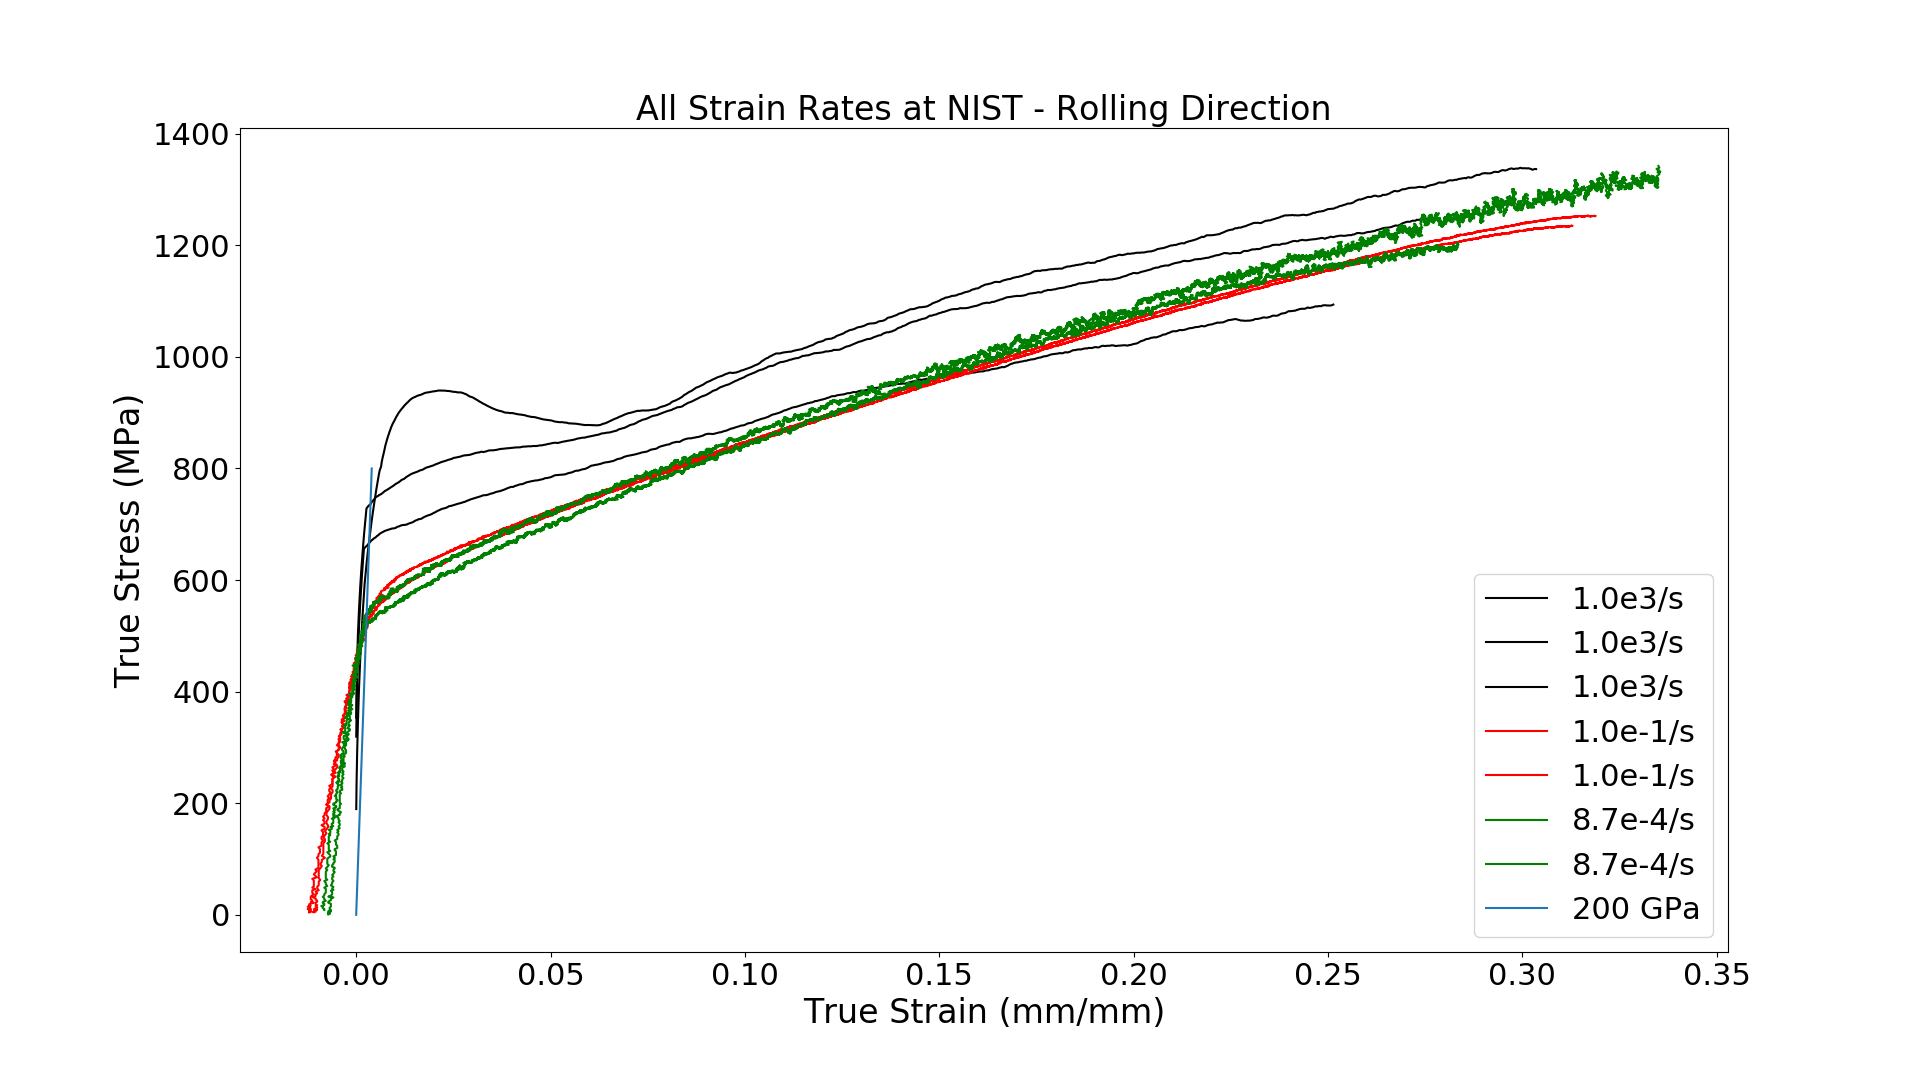 All Strain Rates at NIST - Rolling Direction
1400
1200
1000
800
600
400
200
0
True Stress (MPa)
0.00 0.05 0.10 0.15 0.20 0.25 0.30 0.35
True Strain (mm/mm)
1.0e3/s
1.0e3/s
1.0e3/s
1.0e-1/s
1.0e-1/s
8.7e-4/s
8.7e-4/s
200 GPa